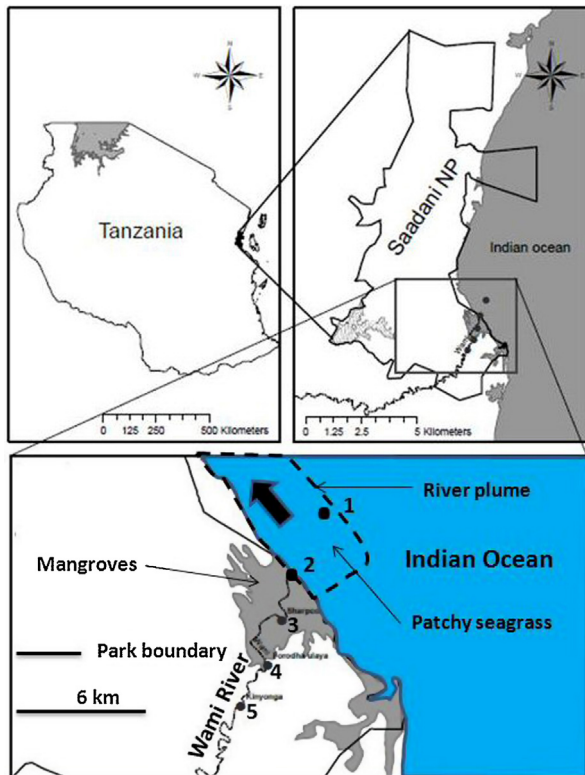 N
W
E
S
Tanzania
0 125 250 500 Kilometers
N
S
Saadani NP
Indian ocean
0 1.25 2.5 5 Kilometers
River plume
1
Indian Ocean
2
Mangroves
Patchy seagrass
3
Park boundary
4
Wami River
Kinyonga
5
6 km